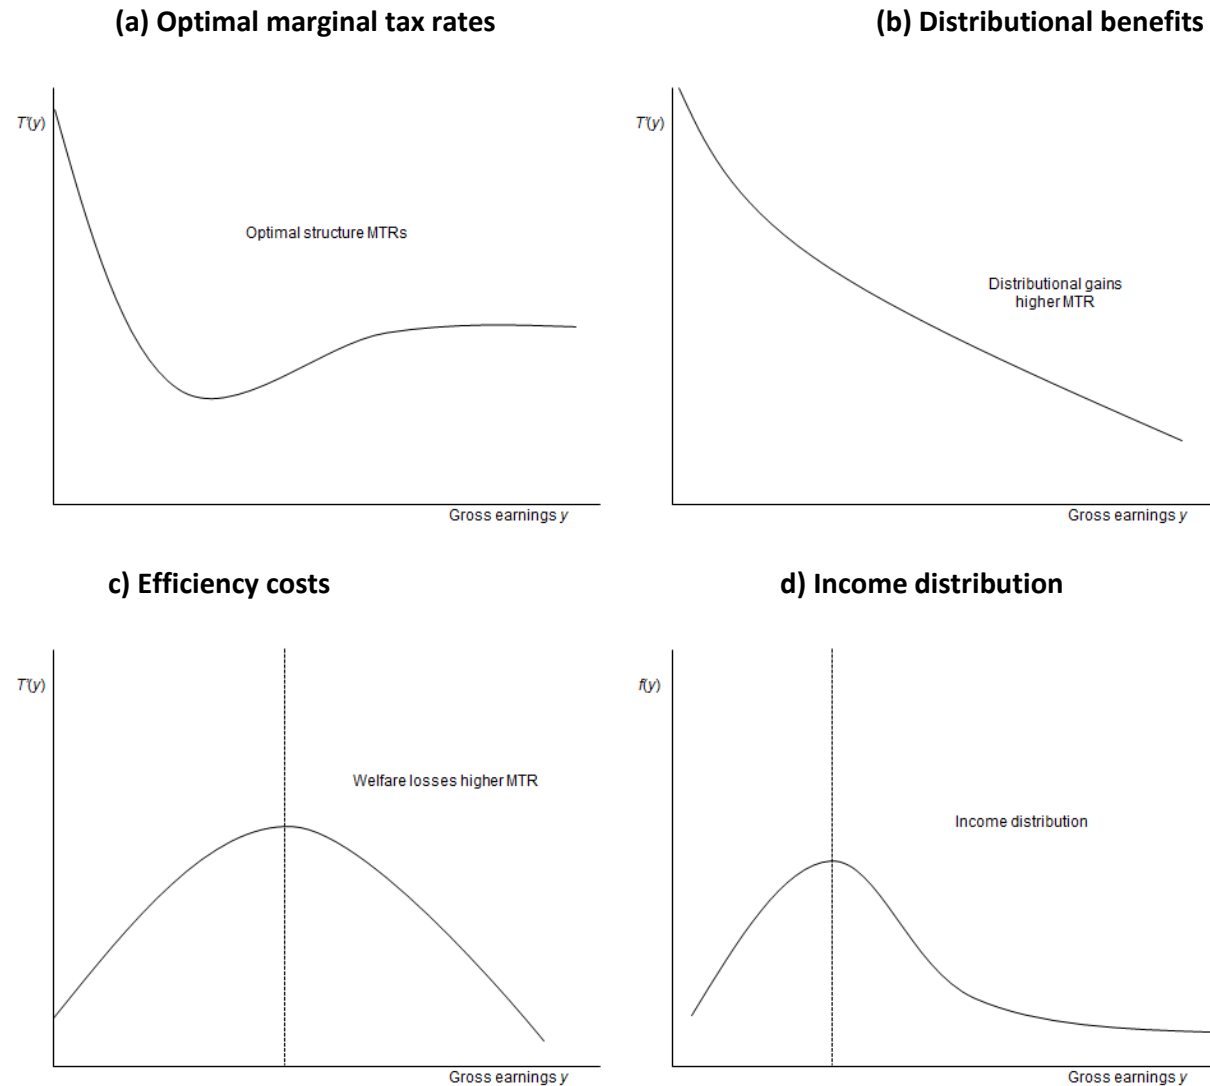 (a) Optimal marginal tax rates
(b) Distributional benefits
T'(y)
Optimal structure MTRs
Gross earnings y
T'(y)
Distributional gains
higher MTR
Gross earnings y
c) Efficiency costs
d) Income distribution
T'(y)
Welfare losses higher MTR
Gross earnings y
f(y)
Income distribution
Gross earnings y